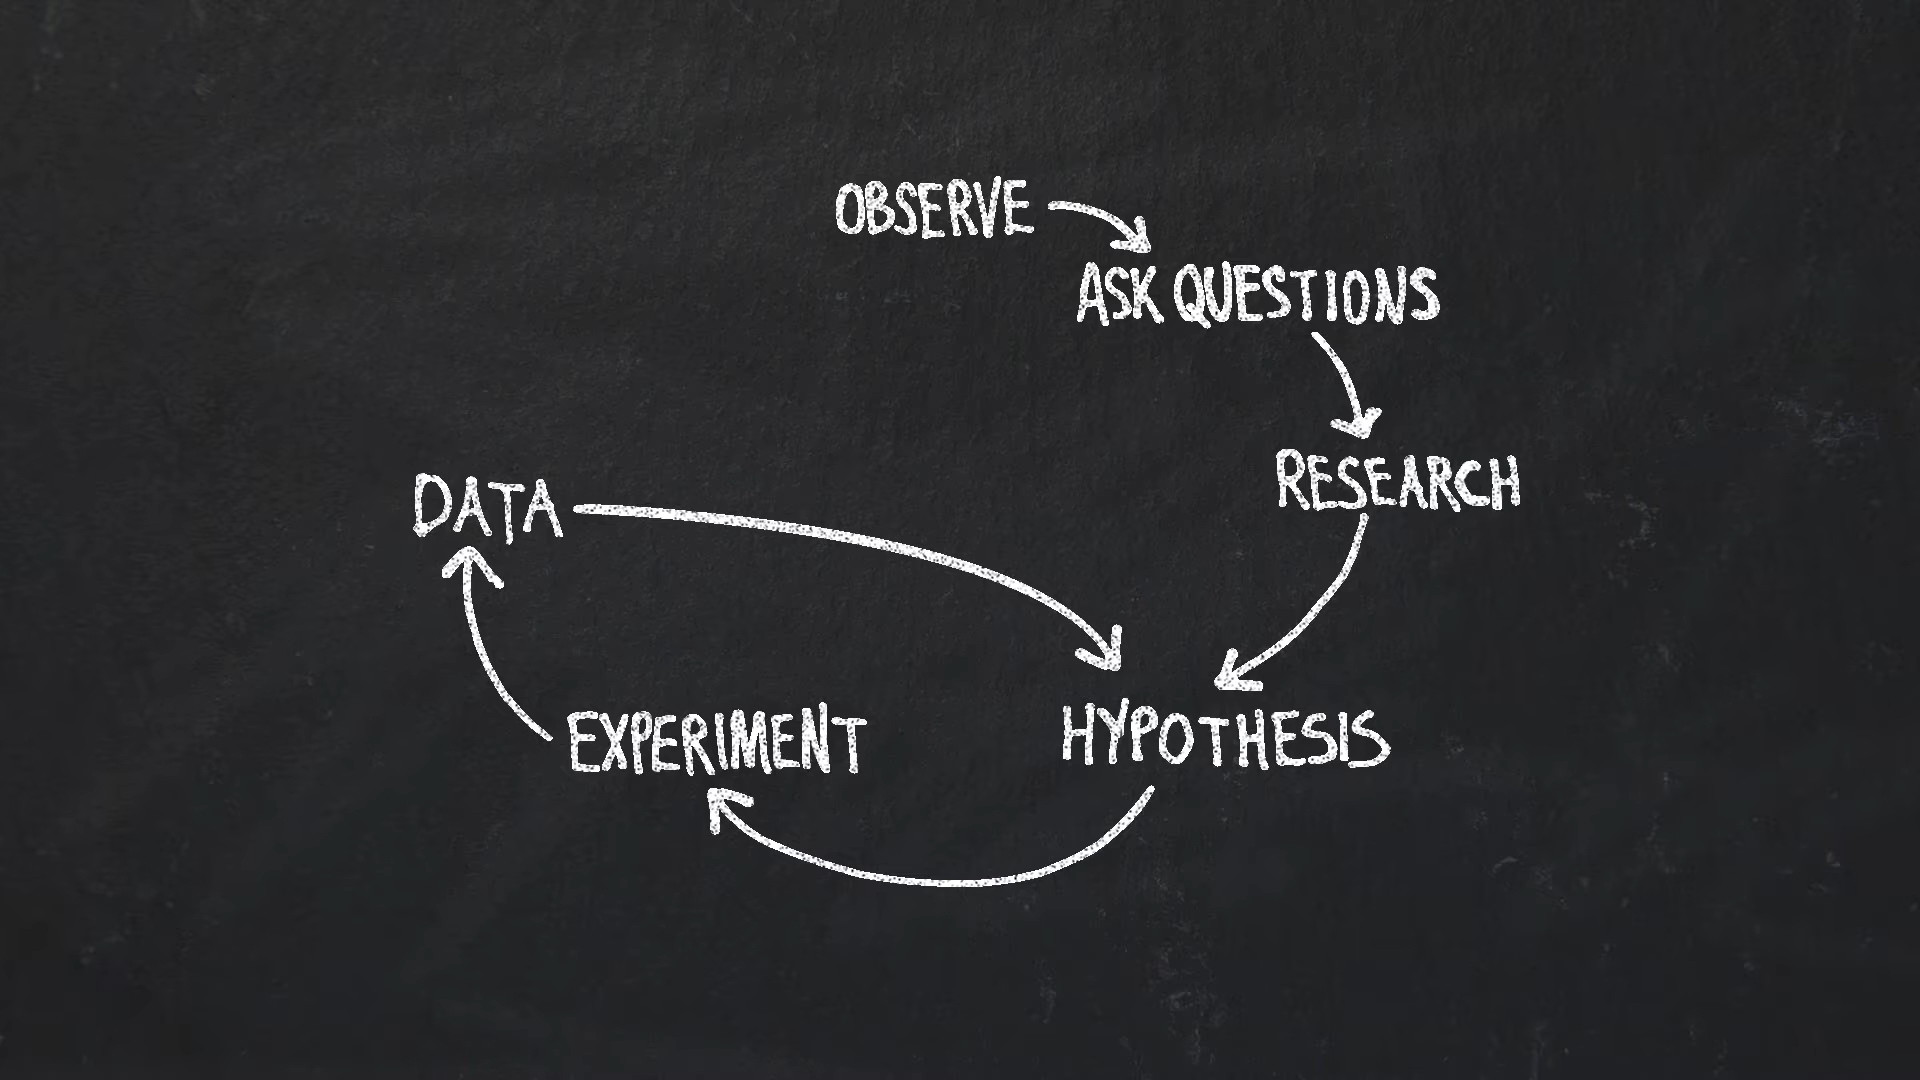 OBSERVE
ASK QUESTIONS
RESEARCH
HYPOTHESIS
EXPERIMENT
DATA